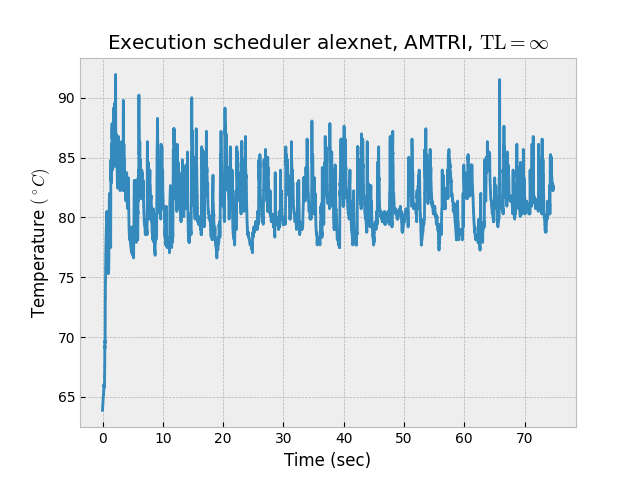 Execution scheduler alexnet, AMTRI, TL = ∞
Temperature (°C)
90
85
80
75
70
65
0 10 20 30 40 50 60 70
Time (sec)